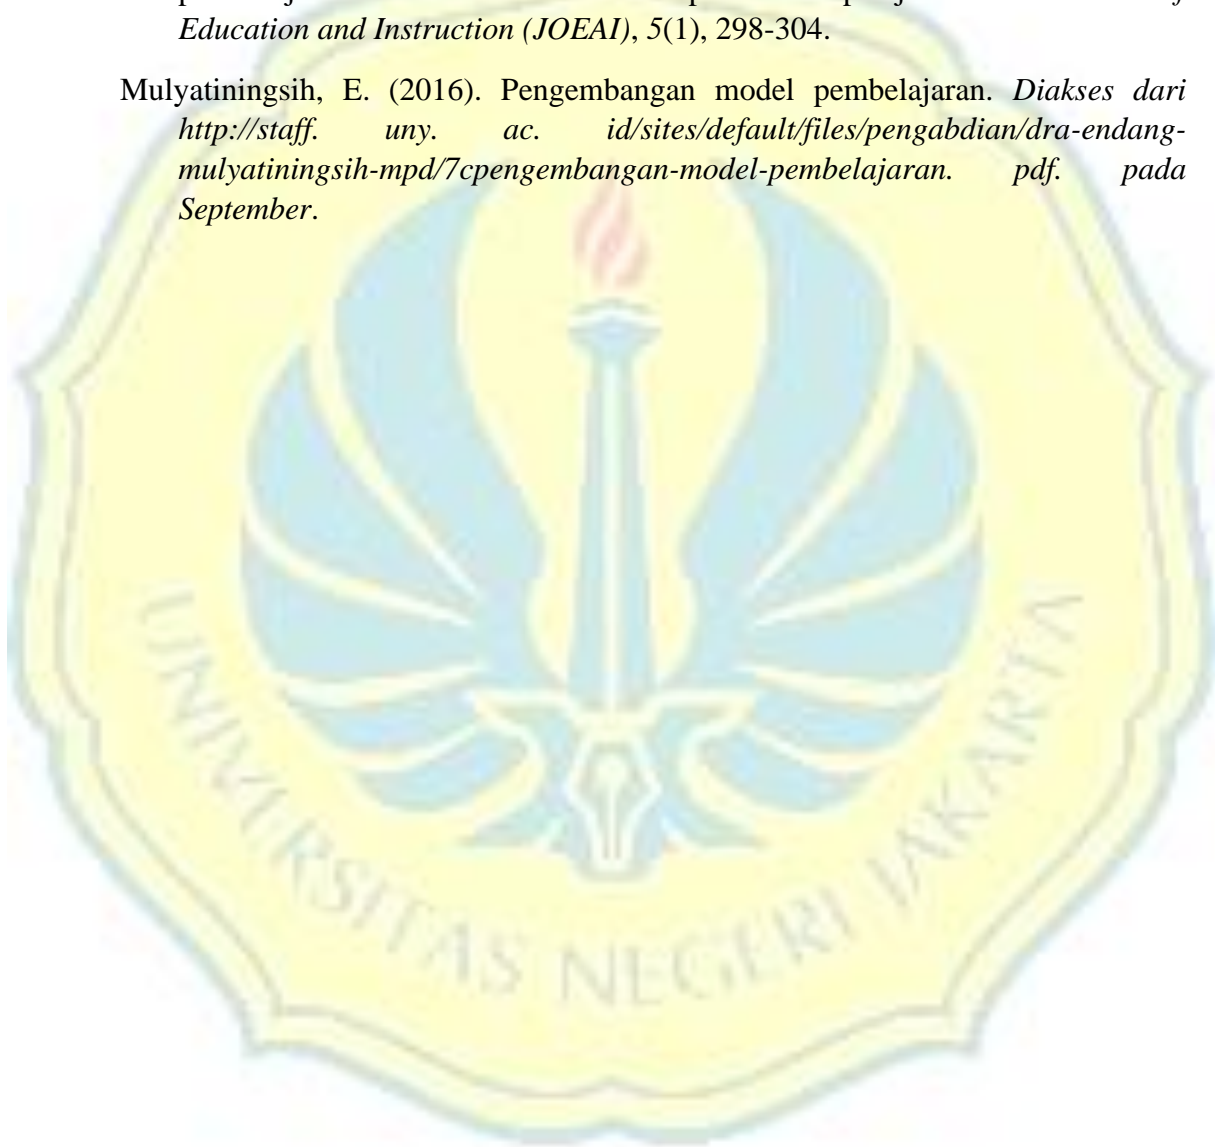 Education and Instruction (JOEAI), 5(1), 298-304.
Mulyatiningsih, E. (2016). Pengembangan model pembelajaran. Diakses dari
http://staff. uny. ac. id/sites/default/files/pengabdian/dra-endang-
mulyatiningsih-mpd/7cpengembangan-model-pembelajaran. pdf. pada
September.
UNIVERSITAS NEGERI JAKARTA